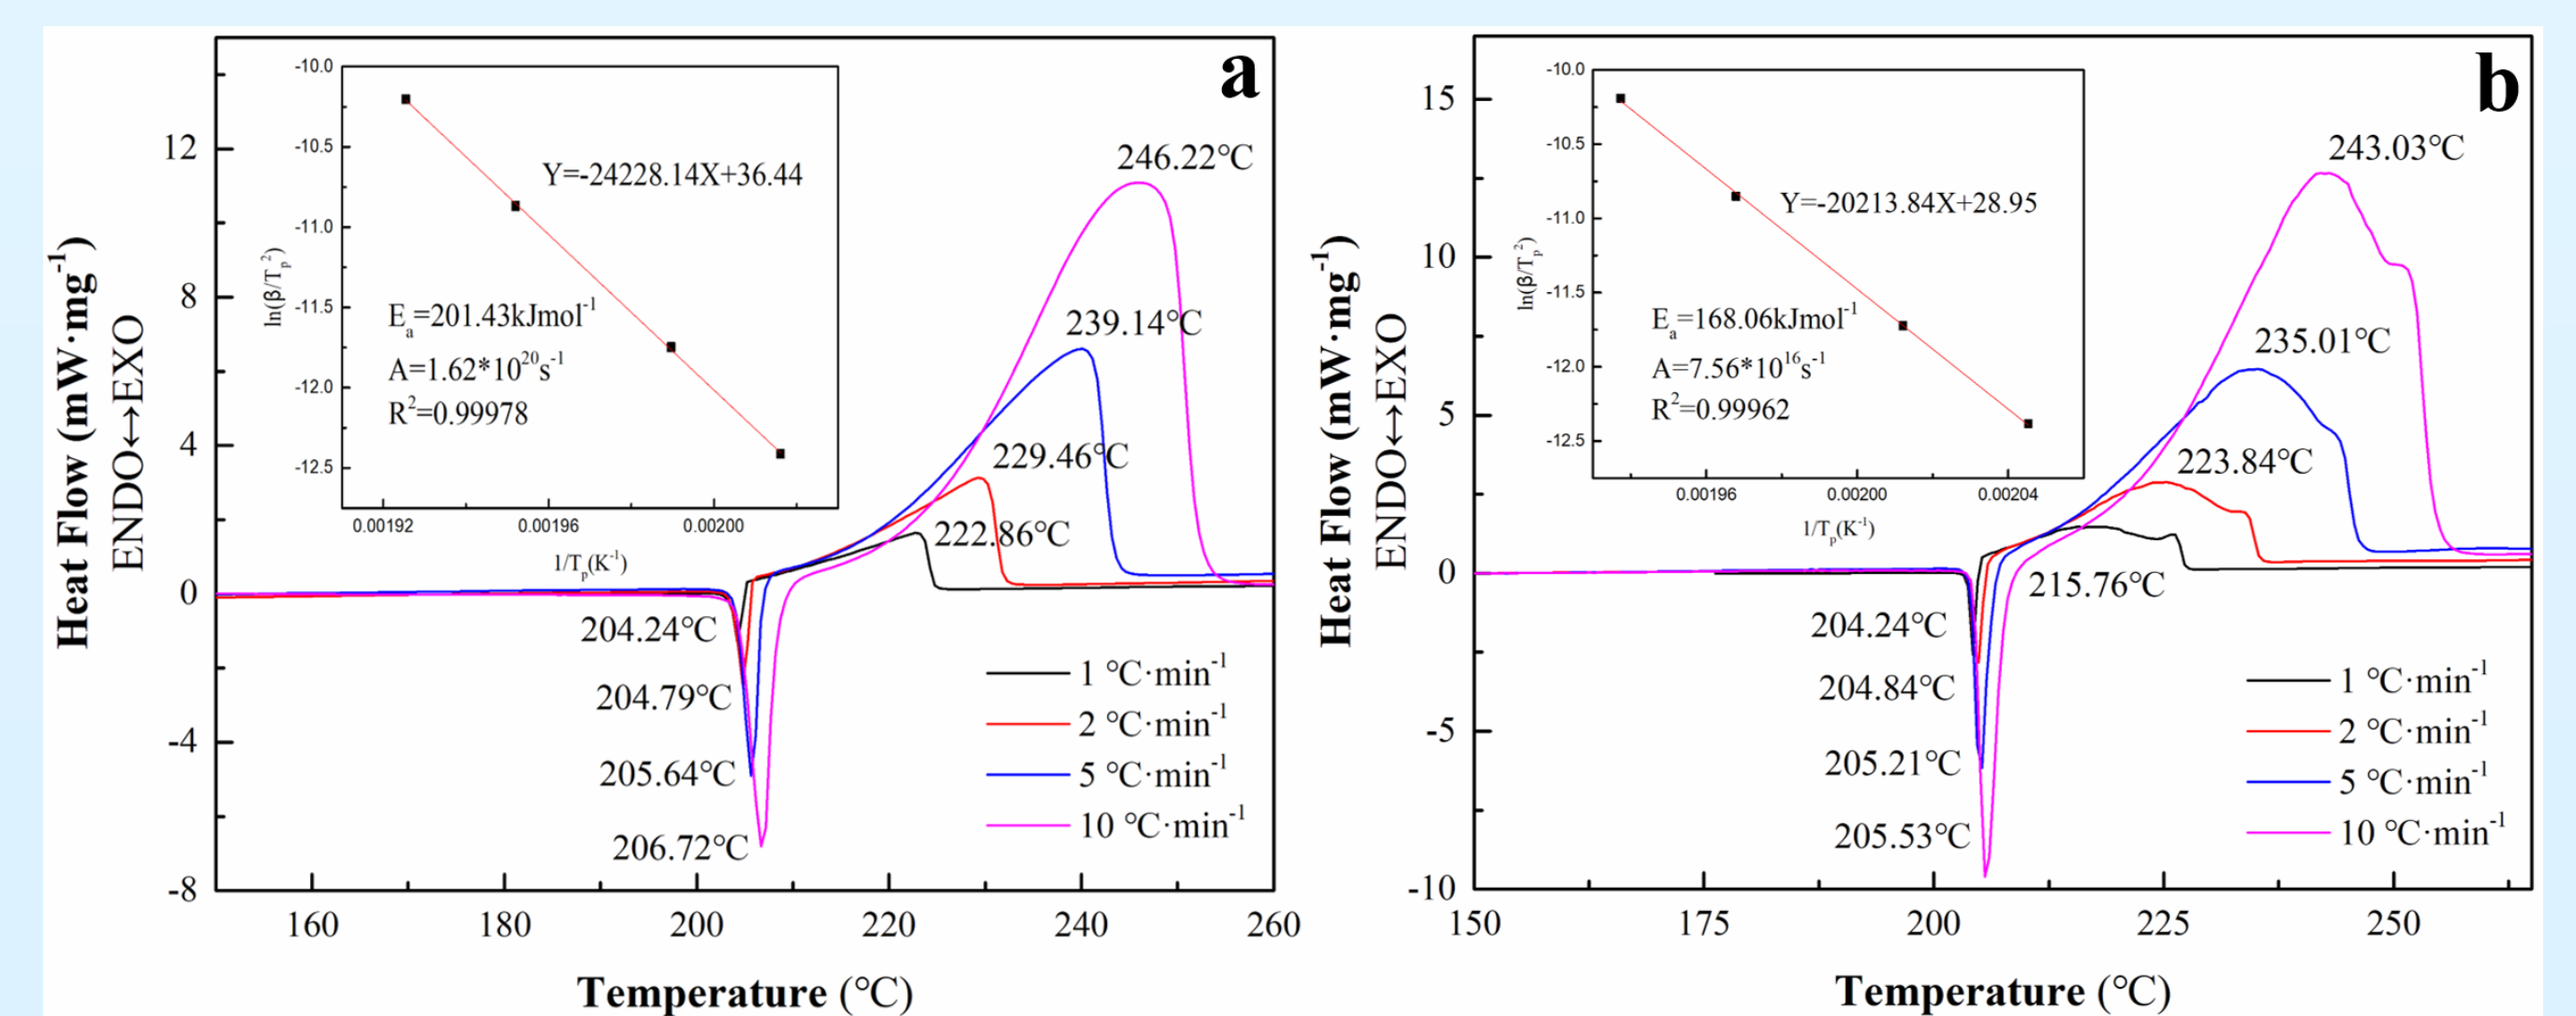 a
Heat Flow (mW·mg⁻¹)
ENDO↔EXO
12
8
4
0
-4
-8
160
180
200
220
240
260
Temperature (℃)
246.22℃
239.14℃
229.46℃
222.86℃
204.24℃
204.79℃
205.64℃
206.72℃
1 ℃·min⁻¹
2 ℃·min⁻¹
5 ℃·min⁻¹
10 ℃·min⁻¹
ln(β/Tₚ²)
-10.0
-10.5
-11.0
-11.5
-12.0
-12.5
Y=-24228.14X+36.44
Eₐ=201.43kJmol⁻¹
A=1.62*10²⁰s⁻¹
R²=0.99978
0.00192
0.00196
0.00200
1/Tₚ(K⁻¹)
b
Heat Flow (mW·mg⁻¹)
ENDO↔EXO
15
10
5
0
-5
-10
150
175
200
225
250
Temperature (℃)
243.03℃
235.01℃
223.84℃
215.76℃
204.24℃
204.84℃
205.21℃
205.53℃
1 ℃·min⁻¹
2 ℃·min⁻¹
5 ℃·min⁻¹
10 ℃·min⁻¹
ln(β/Tₚ²)
-10.0
-10.5
-11.0
-11.5
-12.0
-12.5
Y=-20213.84X+28.95
Eₐ=168.06kJmol⁻¹
A=7.56*10¹⁶s⁻¹
R²=0.99962
0.00196
0.00200
0.00204
1/Tₚ(K⁻¹)